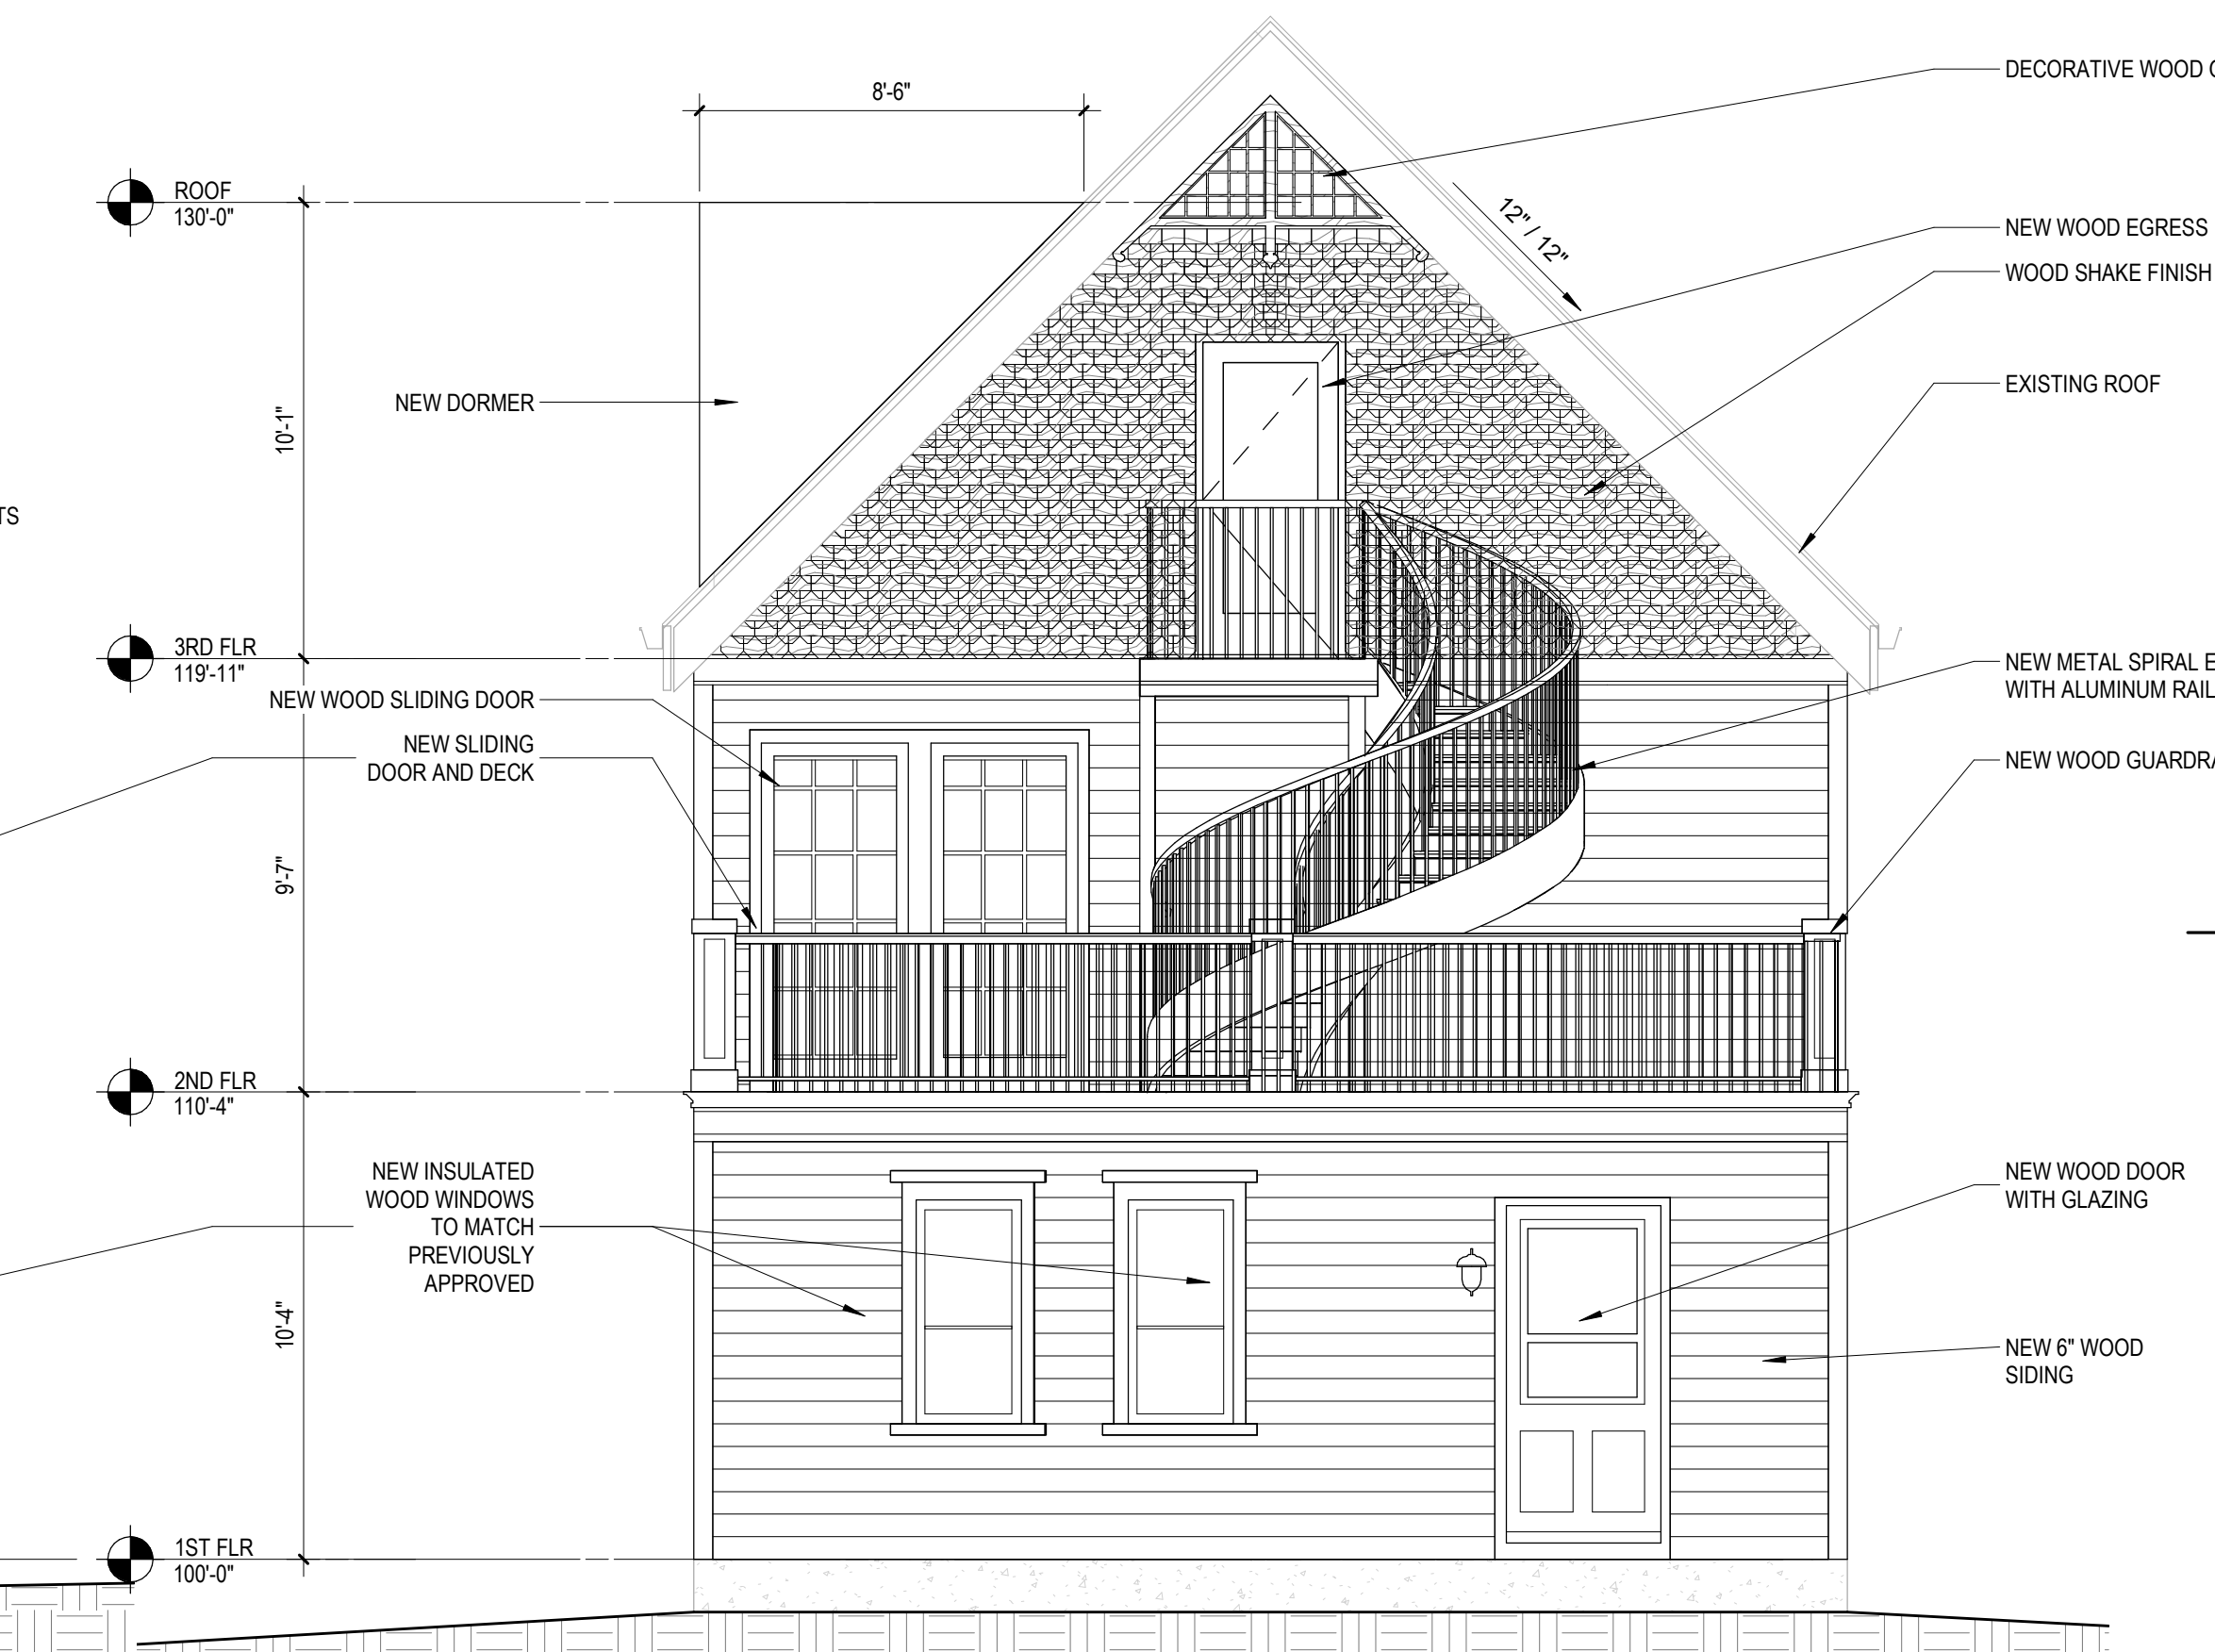 DECORATIVE WOOD
8'-6"
ROOF
130'-0"
12" / 12"
NEW WOOD EGRESS
WOOD SHAKE FINISH
NEW DORMER
EXISTING ROOF
10'-1"
TS
3RD FLR
119'-11"
NEW WOOD SLIDING DOOR
NEW METAL SPIRAL
WITH ALUMINUM RAIL
NEW SLIDING
DOOR AND DECK
NEW WOOD GUARDRA
9'-7"
2ND FLR
110'-4"
NEW INSULATED
WOOD WINDOWS
TO MATCH
PREVIOUSLY
APPROVED
NEW WOOD DOOR
WITH GLAZING
10'-4"
NEW 6" WOOD
SIDING
1ST FLR
100'-0"